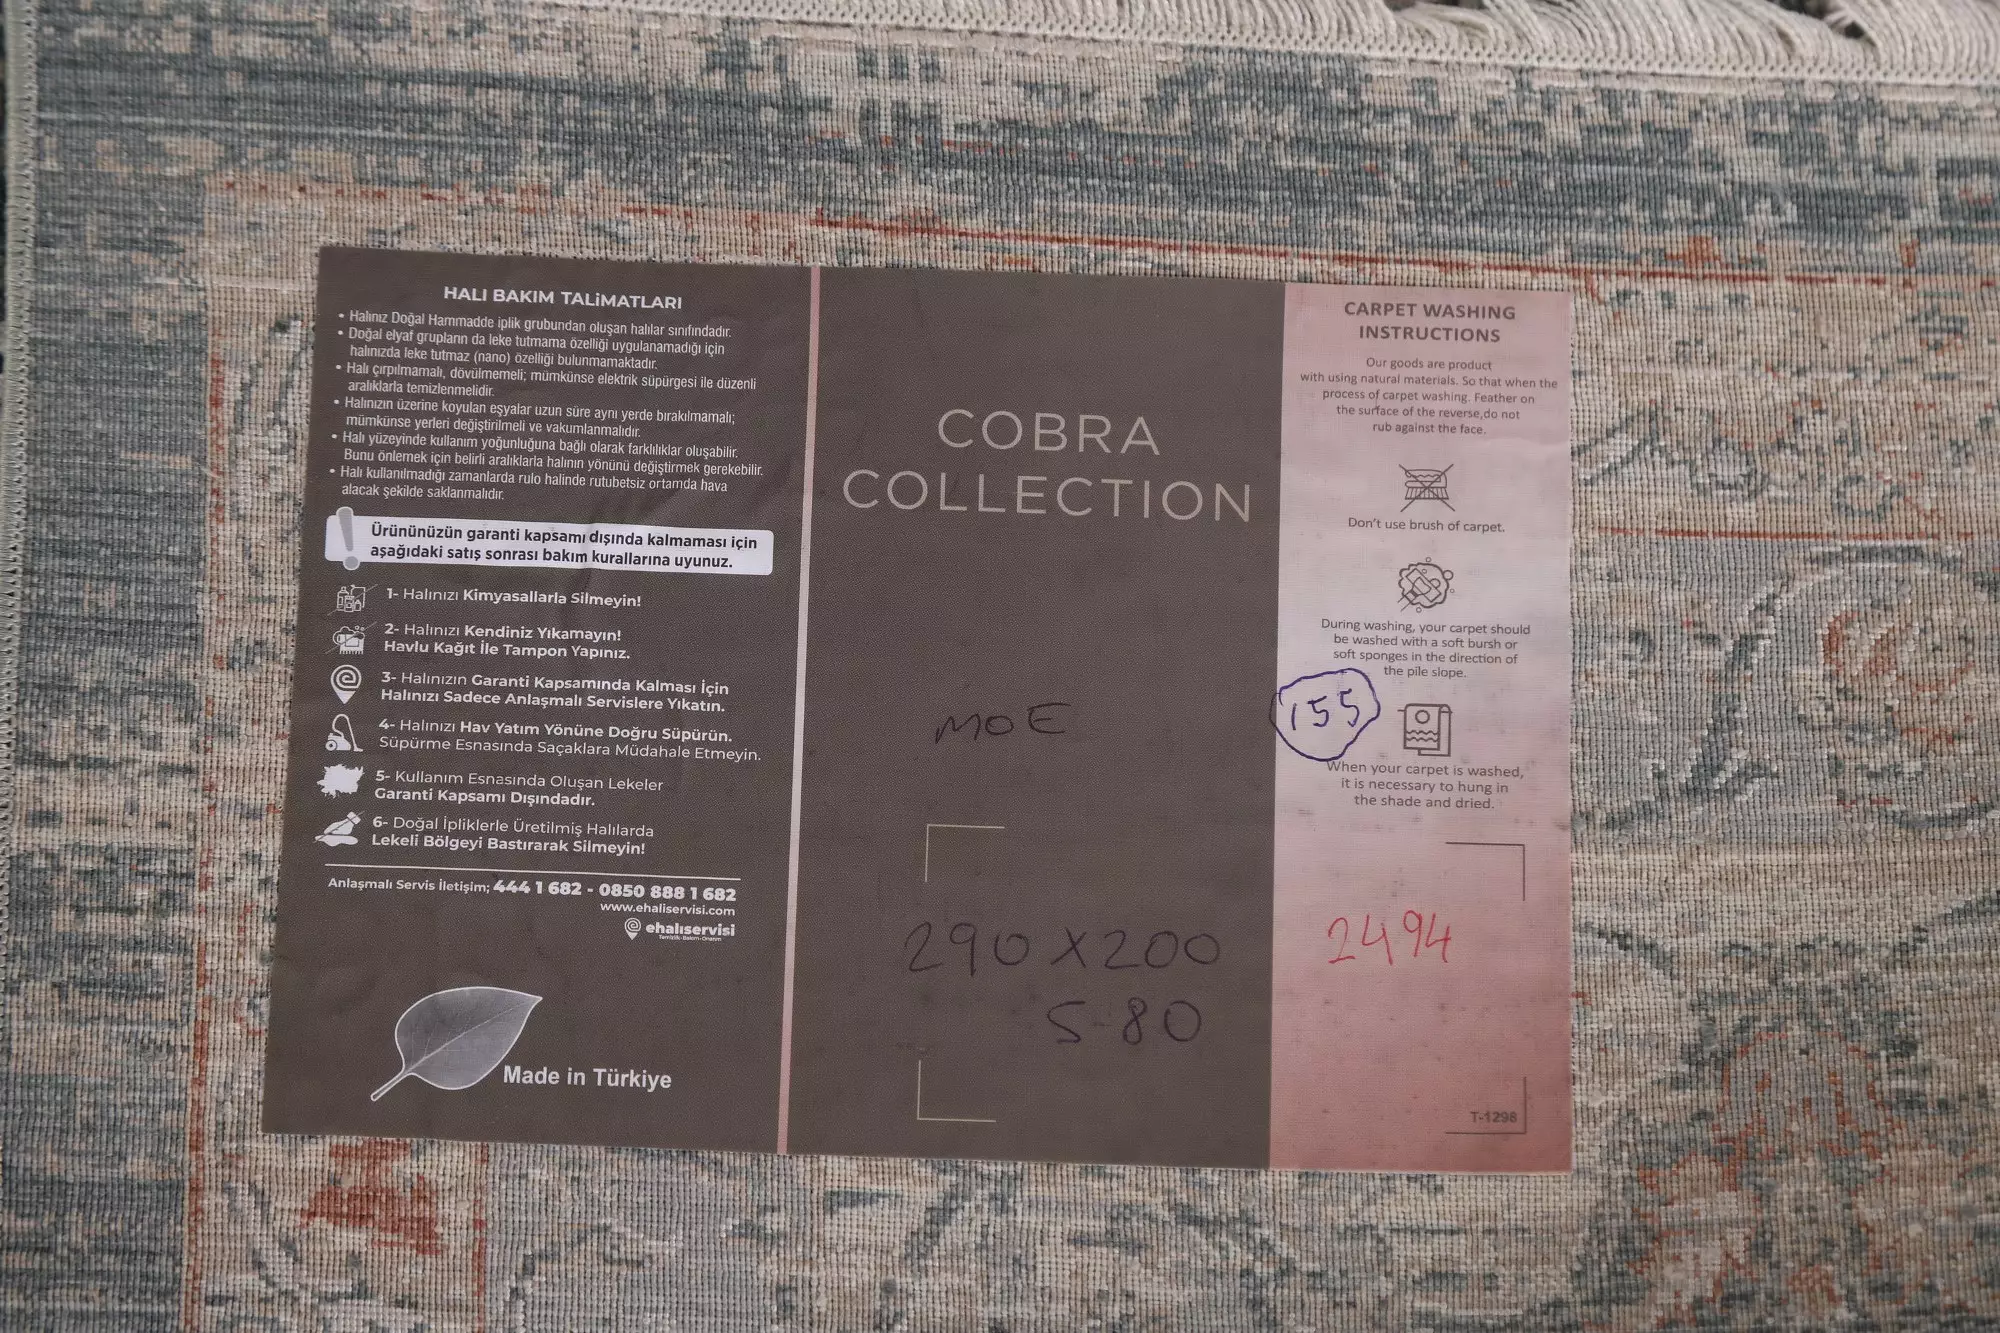 HALI BAKIM TALİMATLARI
• Halınız Doğal Hammadde iplik grubundan oluşan halılar sınıfındadır.
• Doğal elyaf grupların da leke tutmama özelliği uygulanamadığı için
halınızda leke tutmaz (nano) özelliği bulunmamaktadır.
• Halı çırpılmamalı, dövülmemeli; mümkünse elektrik süpürgesi ile düzenli
aralıklarla temizlenmelidir.
• Halınızın üzerine koyulan eşyalar uzun süre aynı yerde bırakılmamalı;
mümkünse yerleri değiştirilmeli ve vakumlanmalıdır.
• Halı yüzeyinde kullanım yoğunluğuna bağlı olarak farklılıklar oluşabilir.
Bunu önlemek için belirli aralıklarla halının yönünü değiştirmek gerekebilir.
• Halı kullanılmadığı zamanlarda rulo halinde rutubetsiz ortamda hava
alacak şekilde saklanmalıdır.
Ürününüzün garanti kapsamı dışında kalmaması için
aşağıdaki satış sonrası bakım kurallarına uyunuz.
1- Halınızı Kimyasallarla Silmeyin!
2- Halınızı Kendiniz Yıkamayın!
Havlu Kağıt İle Tampon Yapınız.
3- Halınızın Garanti Kapsamında Kalması İçin
Halınızı Sadece Anlaşmalı Servislere Yıkatın.
4- Halınızı Hav Yatım Yönüne Doğru Süpürün.
Süpürme Esnasında Saçaklara Müdahale Etmeyin.
5- Kullanım Esnasında Oluşan Lekeler
Garanti Kapsamı Dışındadır.
6- Doğal İpliklerle Üretilmiş Halılarda
Lekeli Bölgeyi Bastırarak Silmeyin!
Anlaşmalı Servis İletişim; 444 1 682 - 0850 888 1 682
www.ehaliservisi.com
ehalıservisi
Temizlik-Bakım-Onarım
Made in Türkiye
COBRA
COLLECTION
MOE
290 X 200
S-80
CARPET WASHING
INSTRUCTIONS
Our goods are product
with using natural materials. So that when the
process of carpet washing. Feather on
the surface of the reverse,do not
rub against the face.
Don't use brush of carpet.
During washing, your carpet should
be washed with a soft bursh or
soft sponges in the direction of
the pile slope.
155
When your carpet is washed,
it is necessary to hung in
the shade and dried.
2494
T-1298